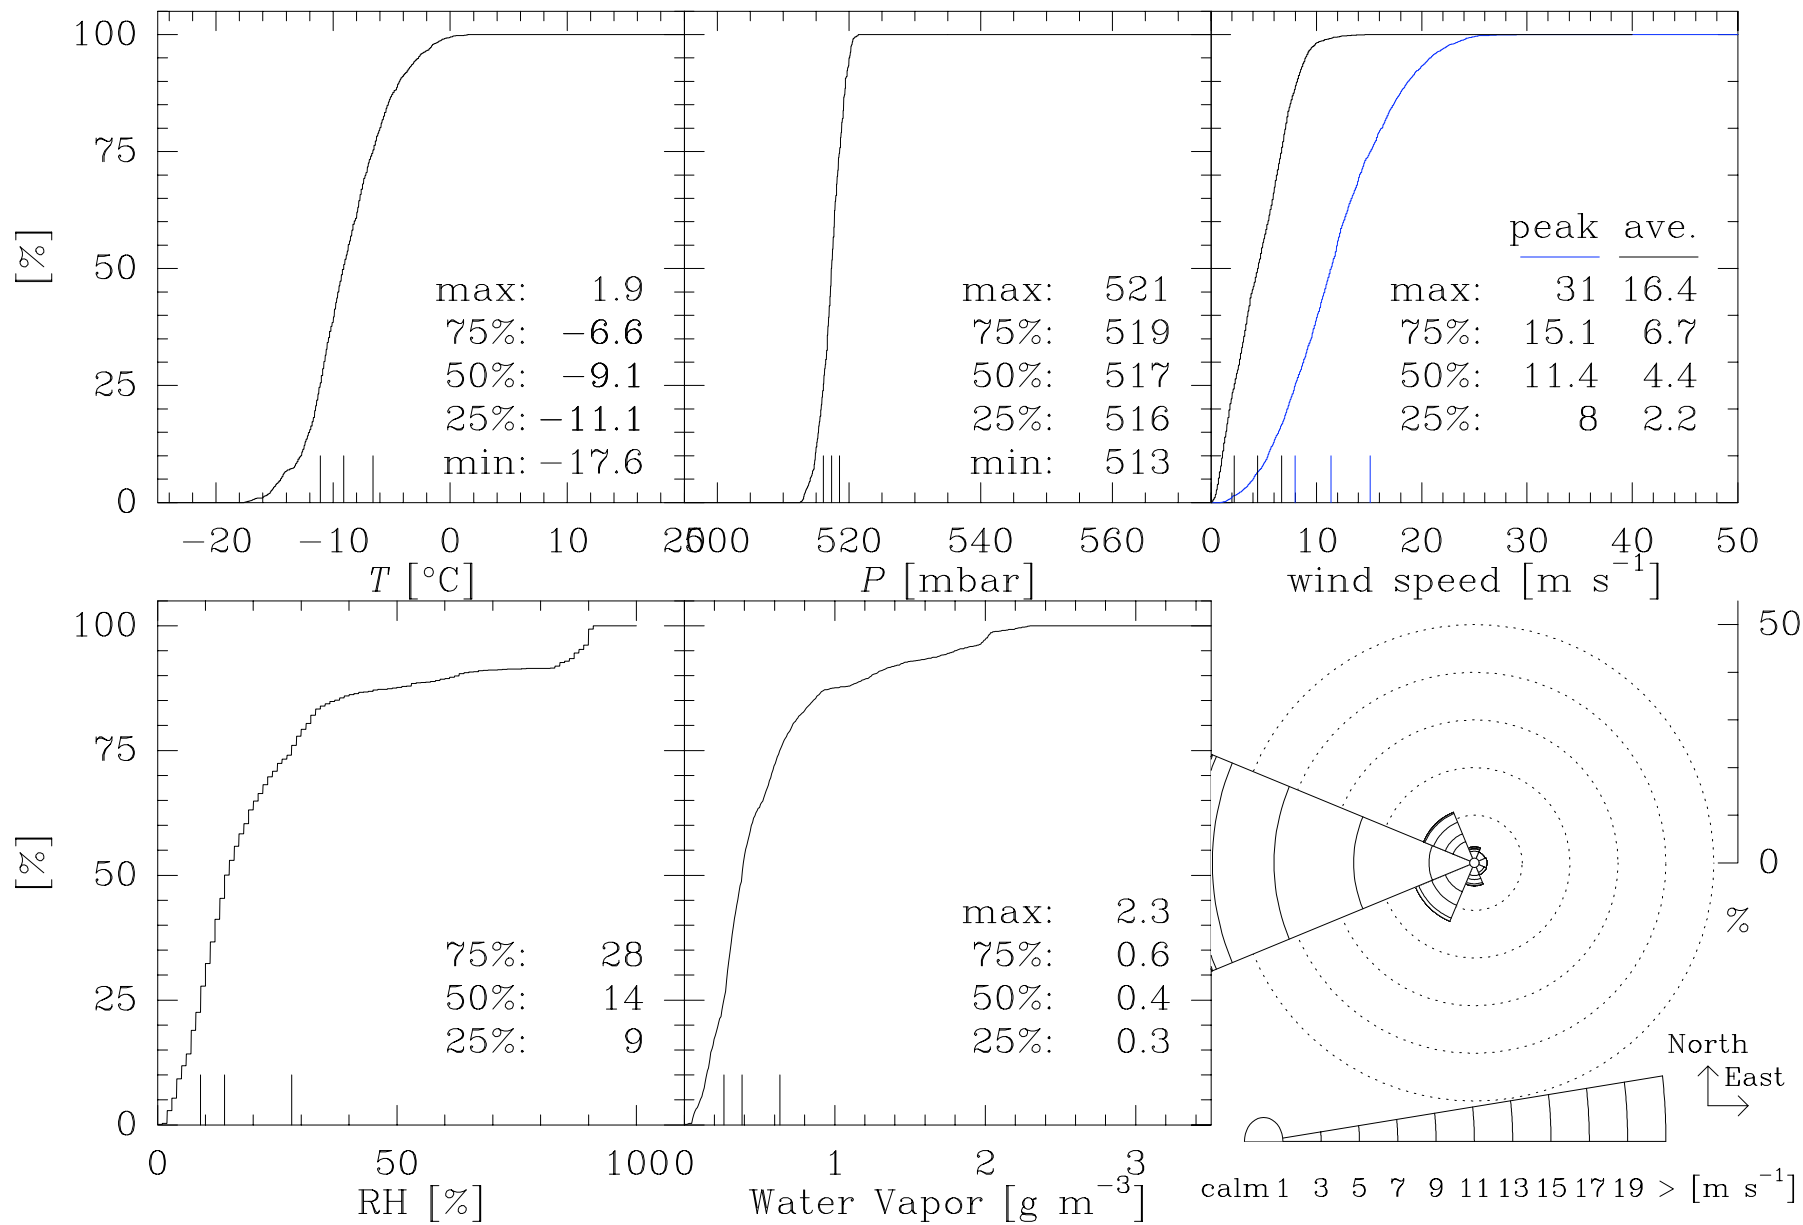 100
75
50
25
0
[%]
max: 1.9
75%: −6.6
50%: −9.1
25%: −11.1
min: −17.6
max: 521
75%: 519
50%: 517
25%: 516
min: 513
peak ave.
max: 31 16.4
75%: 15.1 6.7
50%: 11.4 4.4
25%: 8 2.2
−20 −10 0 10 20
500 520 540 560
0 10 20 30 40 50
T [°C]
P [mbar]
wind speed [m s−1]
100
75
50
25
0
[%]
75%: 28
50%: 14
25%: 9
max: 2.3
75%: 0.6
50%: 0.4
25%: 0.3
50
0
%
North
East
0 50 100
0 1 2 3
RH [%]
Water Vapor [g m−3]
calm 1 3 5 7 9 11 13 15 17 19 > [m s−1]